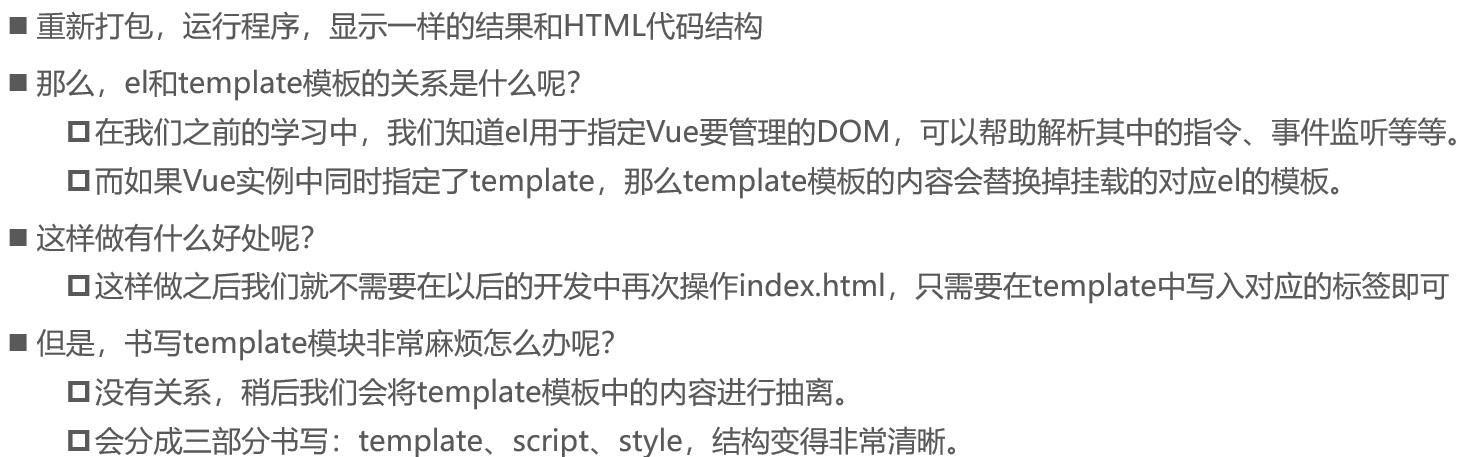 ■ 重新打包，运行程序，显示一样的结果和HTML代码结构
■ 那么，el和template模板的关系是什么呢？
在我们之前的学习中，我们知道el用于指定Vue要管理的DOM，可以帮助解析其中的指令、事件监听等等。
而如果Vue实例中同时指定了template，那么template模板的内容会替换掉挂载的对应el的模板。
■ 这样做有什么好处呢？
这样做之后我们就不需要在以后的开发中再次操作index.html，只需要在template中写入对应的标签即可
■ 但是，书写template模块非常麻烦怎么办呢？
没有关系，稍后我们会将template模板中的内容进行抽离。
会分成三部分书写：template、script、style，结构变得非常清晰。